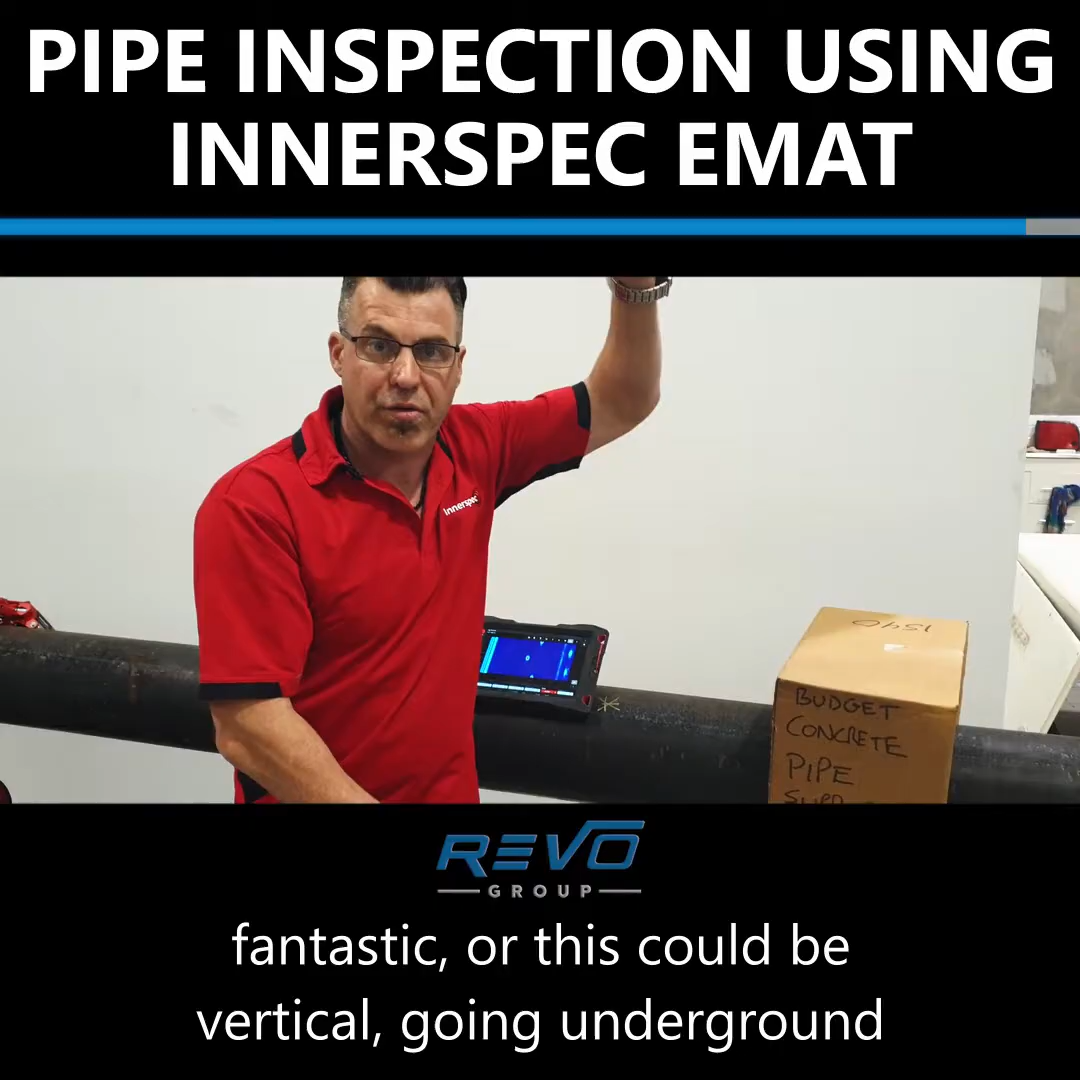 PIPE INSPECTION USING
INNERSPEC EMAT
Innerspec
BUDGET
CONCRETE
PIPE
REVO
GROUP
fantastic, or this could be
vertical, going underground